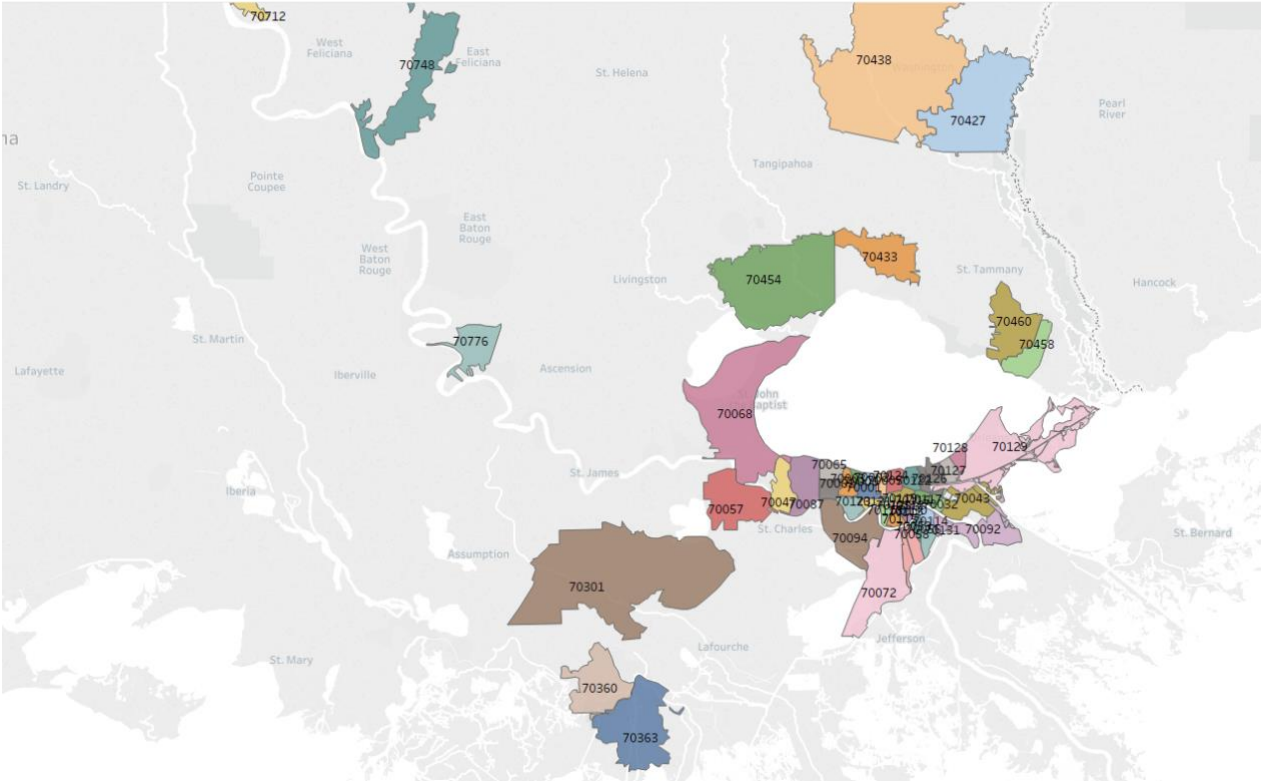 70712
West
Feliciana
70748
East
Feliciana
St. Helena
70438
Washington
70427
Pearl
River
na
St. Landry
Pointe
Coupee
Tangipahoa
East
Baton
Rouge
West
Baton
Rouge
70433
70454
Livingston
St. Tammany
Hancock
70460
70458
St. Martin
70776
Lafayette
Iberville
Ascension
70068
70128
70129
70065
70127
St. James
70047
70087
70043
70057
St. Charles
70094
70092
St. Bernard
Iberia
Assumption
70301
70072
Jefferson
Lafourche
St. Mary
70360
70363